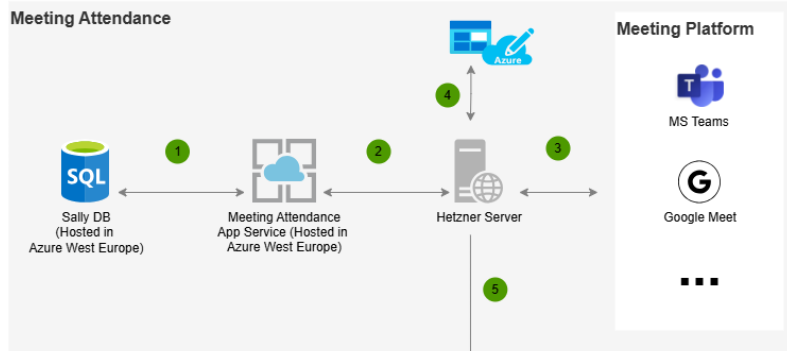 Meeting Attendance
Azure
4
Meeting Platform
T
MS Teams
1
2
3
SQL
G
Sally DB
(Hosted in
Azure West Europe)
Meeting Attendance
App Service (Hosted in
Azure West Europe)
Hetzner Server
Google Meet
...
5